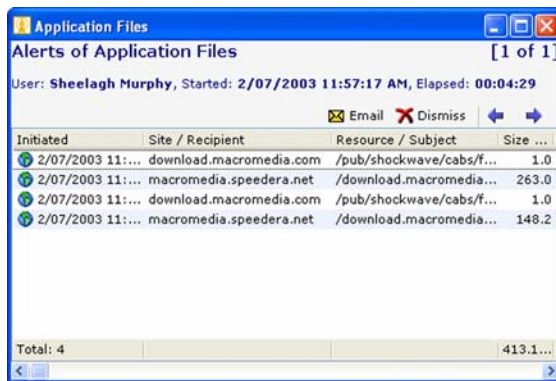 Application Files
Alerts of Application Files [1 of 1]
User: Sheelagh Murphy, Started: 2/07/2003 11:57:17 AM, Elapsed: 00:04:29
Email Dismiss
Initiated Site / Recipient Resource / Subject Size ...
2/07/2003 11:... download.macromedia.com /pub/shockwave/cabs/f... 1.0
2/07/2003 11:... macromedia.speedera.net /download.macromedia... 263.0
2/07/2003 11:... download.macromedia.com /pub/shockwave/cabs/f... 1.0
2/07/2003 11:... macromedia.speedera.net /download.macromedia... 148.2
Total: 4 413.1...